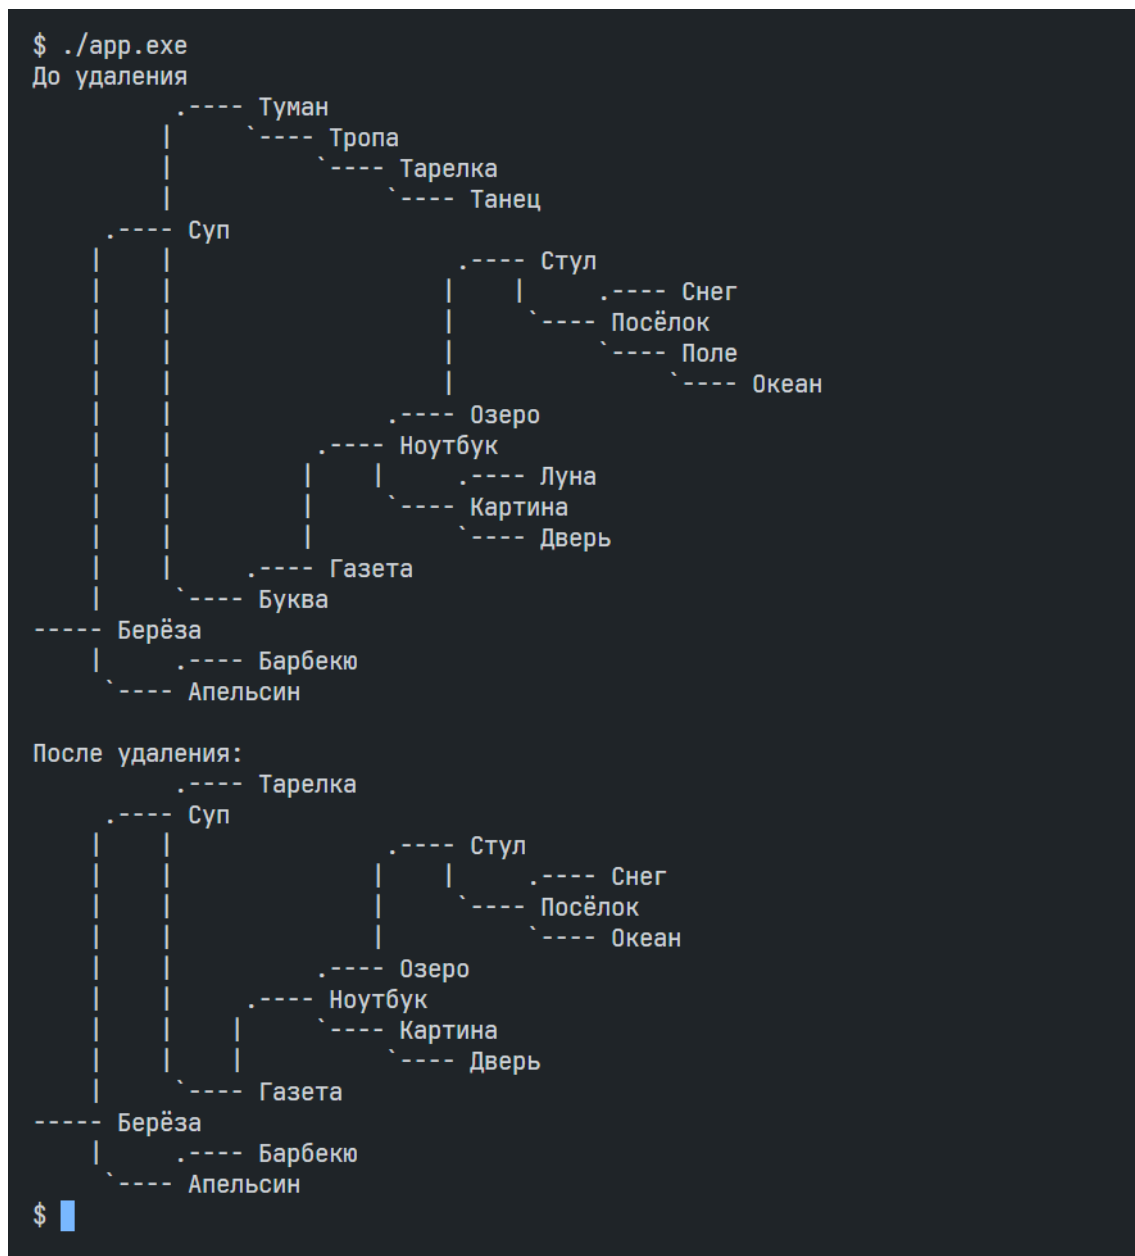 $ ./app.exe
До удаления
          .---- Туман
         |     `---- Тропа
         |          `---- Тарелка
         |               `---- Танец
     .---- Суп
    |    |                    .---- Стул
    |    |                   |    |     .---- Снег
    |    |                   |     `---- Посёлок
    |    |                   |          `---- Поле
    |    |                   |               `---- Океан
    |    |               .---- Озеро
    |    |          .---- Ноутбук
    |    |         |    |     .---- Луна
    |    |         |     `---- Картина
    |    |         |          `---- Дверь
    |    |     .---- Газета
    |     `---- Буква
----- Берёза
    |     .---- Барбекю
     `---- Апельсин

После удаления:
          .---- Тарелка
     .---- Суп
    |    |               .---- Стул
    |    |              |    |     .---- Снег
    |    |              |     `---- Посёлок
    |    |              |          `---- Океан
    |    |          .---- Озеро
    |    |     .---- Ноутбук
    |    |    |     `---- Картина
    |    |    |          `---- Дверь
    |     `---- Газета
----- Берёза
    |     .---- Барбекю
     `---- Апельсин
$